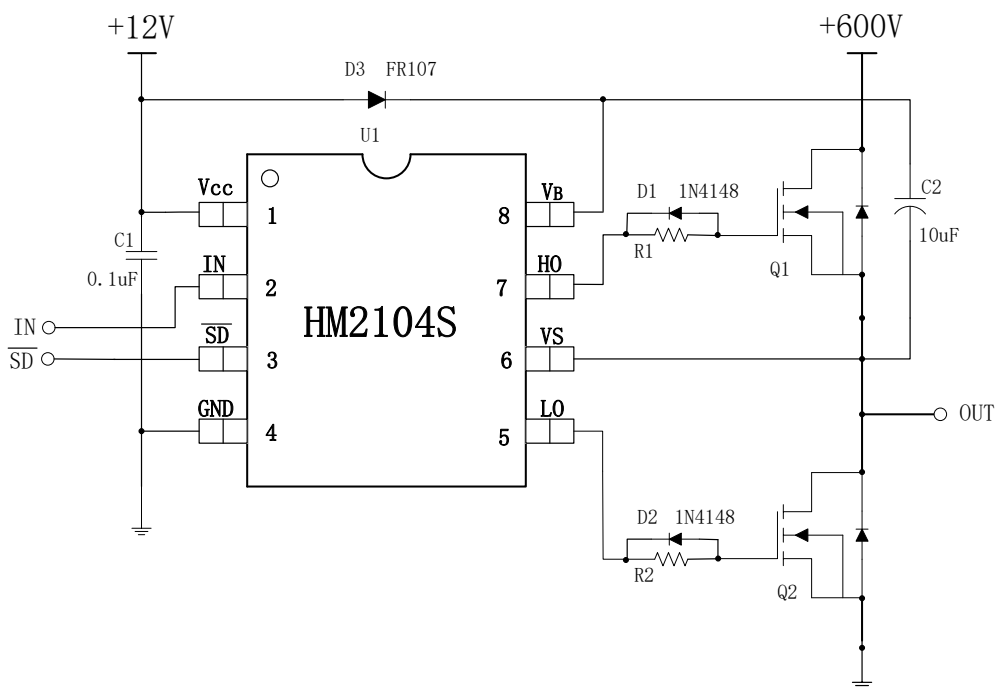 +12V
+600V
D3 FR107
U1
Vcc
1
VB
8
D1 1N4148
C2
10uF
C1
0.1uF
R1
IN
2
HO
7
Q1
HM2104S
IN
SD
3
VS
6
SD
GND
4
LO
5
OUT
D2 1N4148
R2
Q2